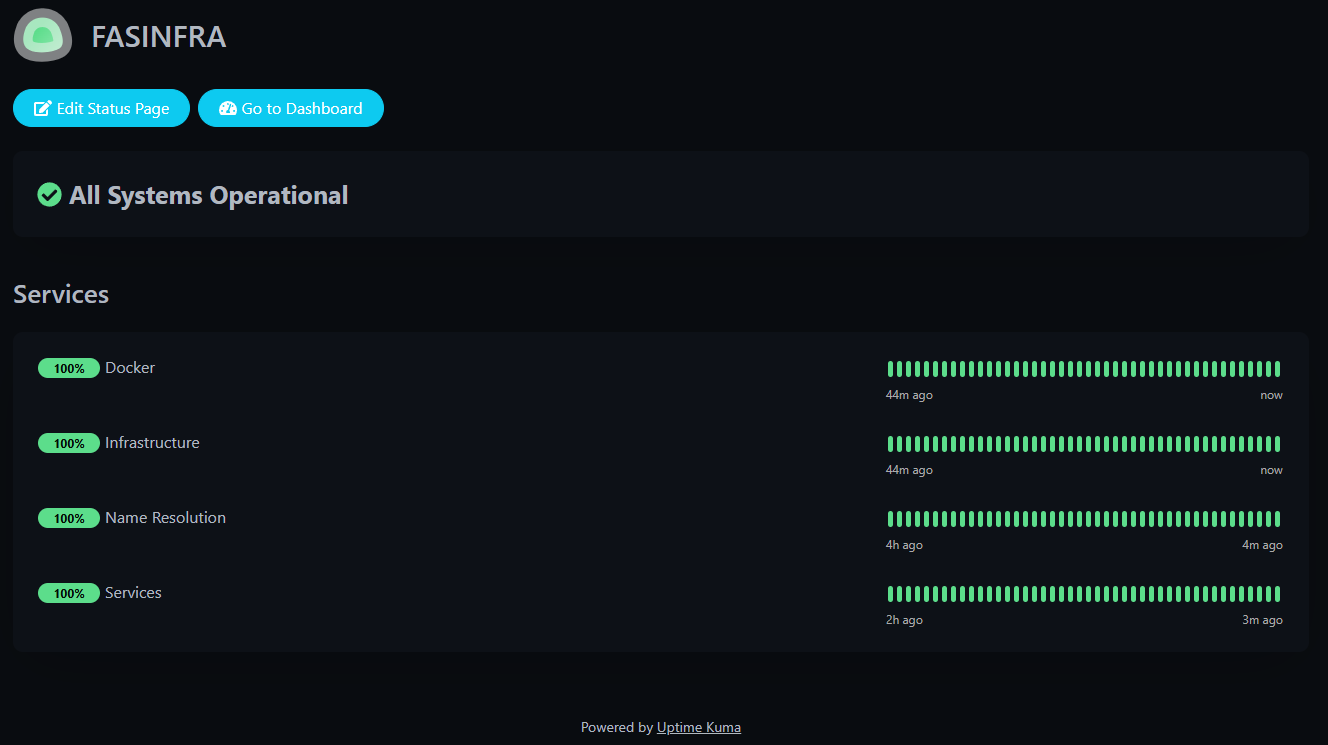 FASINFRA
Edit Status Page Go to Dashboard
All Systems Operational
Services
100% Docker
44m ago now
100% Infrastructure
44m ago now
100% Name Resolution
4h ago 4m ago
100% Services
2h ago 3m ago
Powered by Uptime Kuma